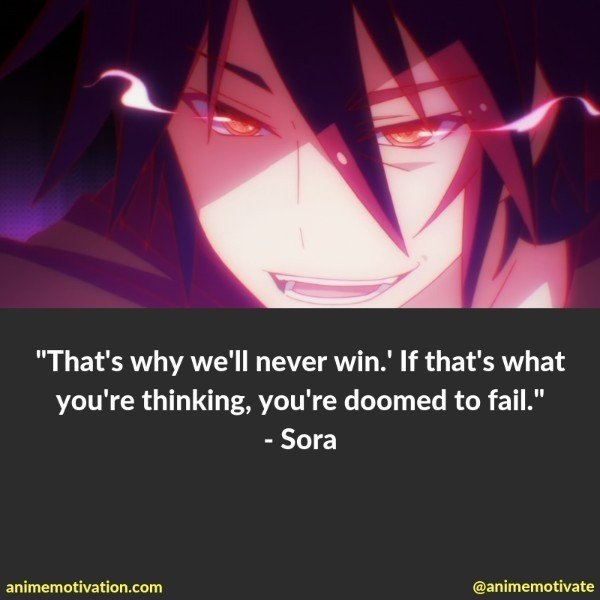 "That's why we'll never win.' If that's what
you're thinking, you're doomed to fail."
- Sora
animemotivation.com
@animemotivate